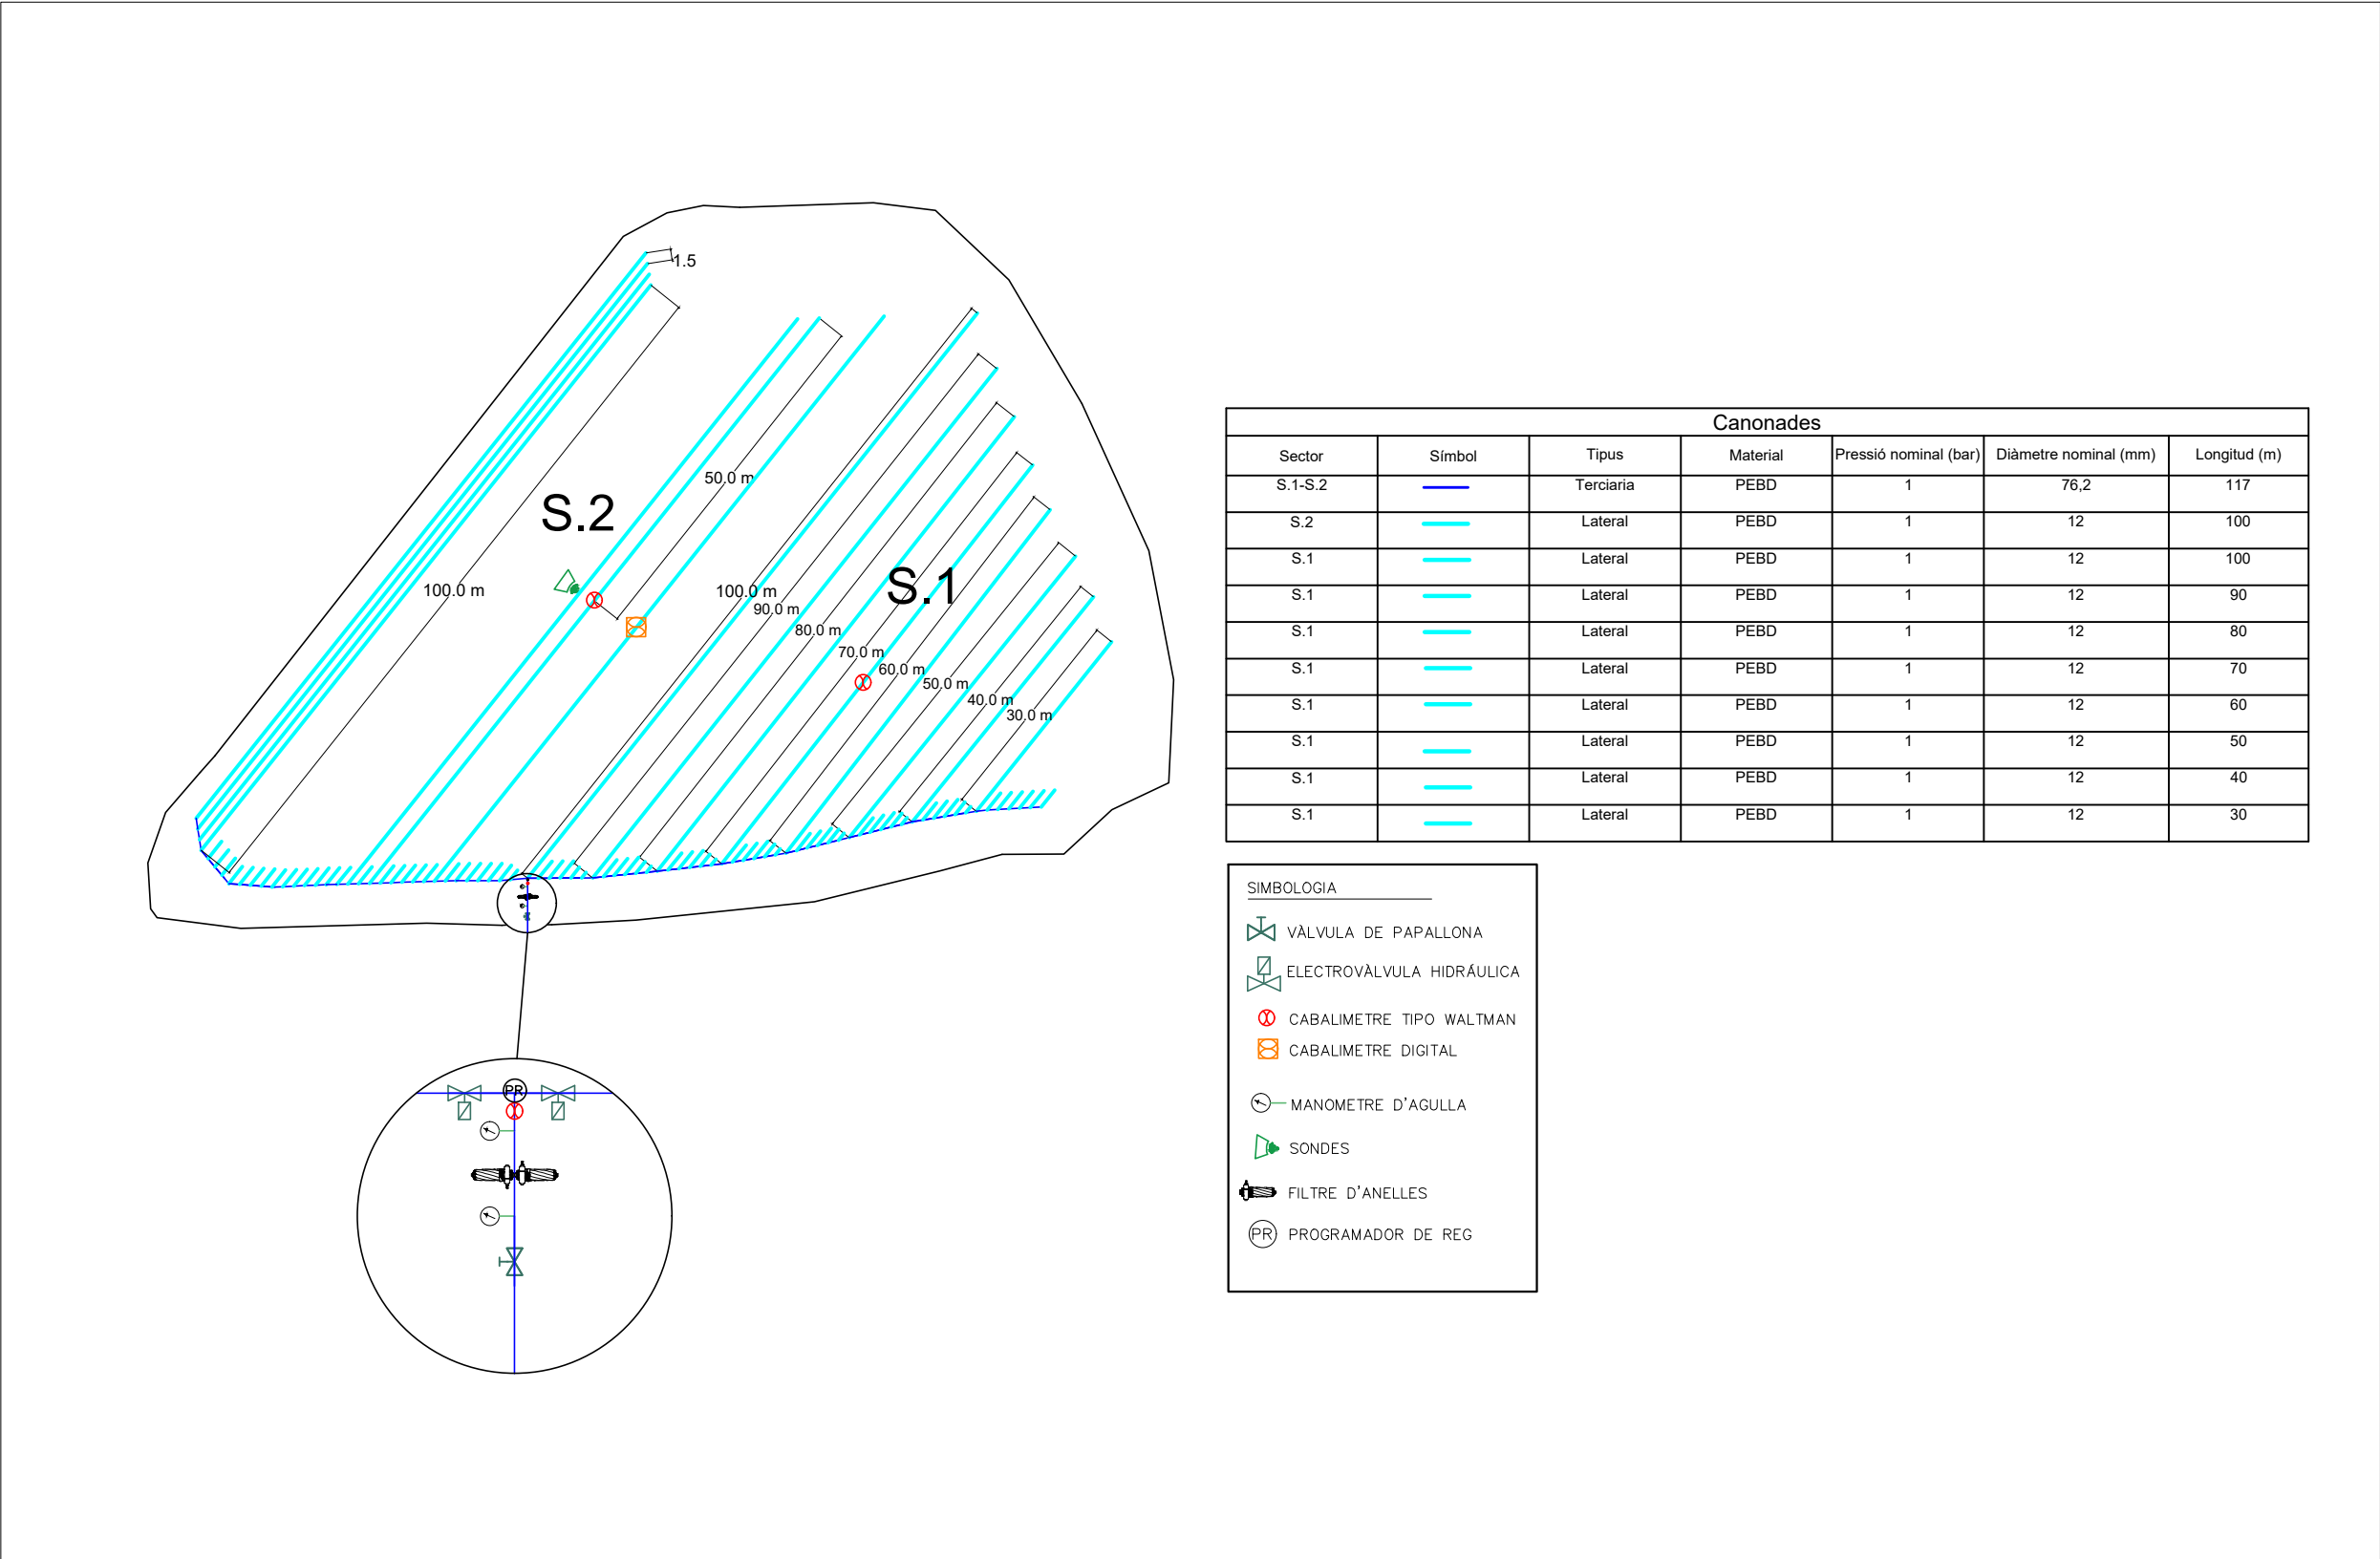 1.5
50.0 m
S.2
100.0 m
S.1
100.0 m
90.0 m
80.0 m
70.0 m
60.0 m
50.0 m
40.0 m
30.0 m
PR
Canonades
Sector Símbol Tipus Material Pressió nominal (bar) Diàmetre nominal (mm) Longitud (m)
S.1-S.2 Terciaria PEBD 1 76,2 117
S.2 Lateral PEBD 1 12 100
S.1 Lateral PEBD 1 12 100
S.1 Lateral PEBD 1 12 90
S.1 Lateral PEBD 1 12 80
S.1 Lateral PEBD 1 12 70
S.1 Lateral PEBD 1 12 60
S.1 Lateral PEBD 1 12 50
S.1 Lateral PEBD 1 12 40
S.1 Lateral PEBD 1 12 30
SIMBOLOGIA
VÀLVULA DE PAPALLONA
ELECTROVÀLVULA HIDRÁULICA
CABALIMETRE TIPO WALTMAN
CABALIMETRE DIGITAL
MANOMETRE D'AGULLA
SONDES
FILTRE D'ANELLES
PR PROGRAMADOR DE REG